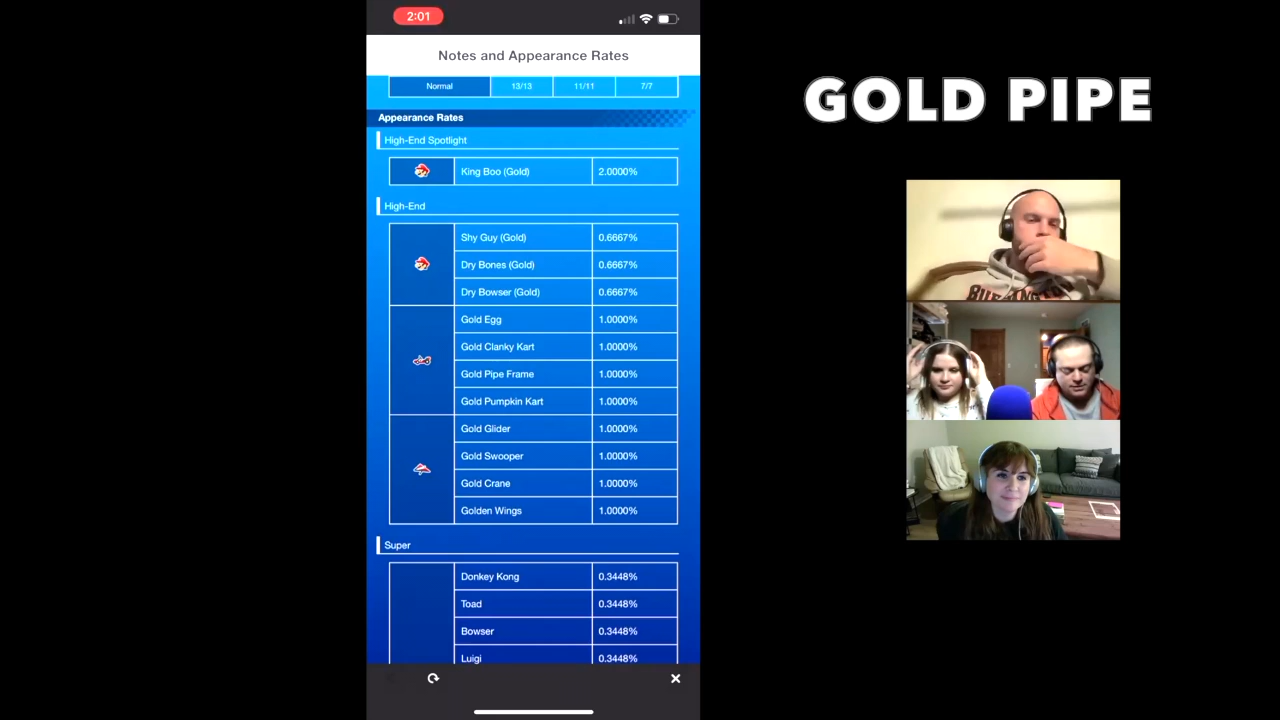 2:01
Notes and Appearance Rates
GOLD PIPE
Normal 13/13 11/11 7/7
Appearance Rates
High-End Spotlight
King Boo (Gold) 2.0000%
High-End
Shy Guy (Gold) 0.6667%
Dry Bones (Gold) 0.6667%
Dry Bowser (Gold) 0.6667%
Gold Egg 1.0000%
Gold Clanky Kart 1.0000%
Gold Pipe Frame 1.0000%
Gold Pumpkin Kart 1.0000%
Gold Glider 1.0000%
Gold Swooper 1.0000%
Gold Crane 1.0000%
Golden Wings 1.0000%
Super
Donkey Kong 0.3448%
Toad 0.3448%
Bowser 0.3448%
Luigi 0.3448%